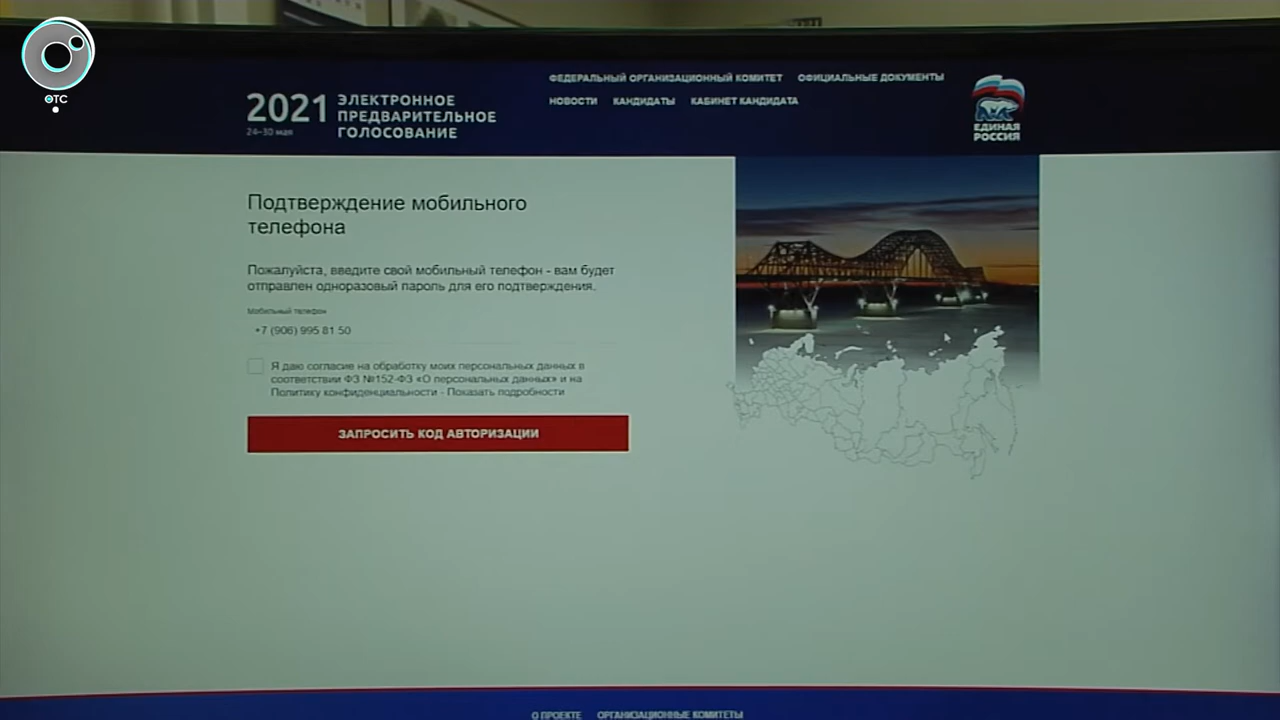 ОТС
ФЕДЕРАЛЬНЫЙ ОРГАНИЗАЦИОННЫЙ КОМИТЕТ ОФИЦИАЛЬНЫЕ ДОКУМЕНТЫ
НОВОСТИ КАНДИДАТЫ КАБИНЕТ КАНДИДАТА
2021
24–30 мая
ЭЛЕКТРОННОЕ
ПРЕДВАРИТЕЛЬНОЕ
ГОЛОСОВАНИЕ
ЕДИНАЯ
РОССИЯ
Подтверждение мобильного
телефона
Пожалуйста, введите свой мобильный телефон - вам будет
отправлен одноразовый пароль для его подтверждения.
Мобильный телефон
+7 (906) 995 81 50
Я даю согласие на обработку моих персональных данных в
соответствии ФЗ №152-ФЗ «О персональных данных» и на
Политику конфиденциальности - Показать подробности
ЗАПРОСИТЬ КОД АВТОРИЗАЦИИ
О ПРОЕКТЕ ОРГАНИЗАЦИОННЫЕ КОМИТЕТЫ